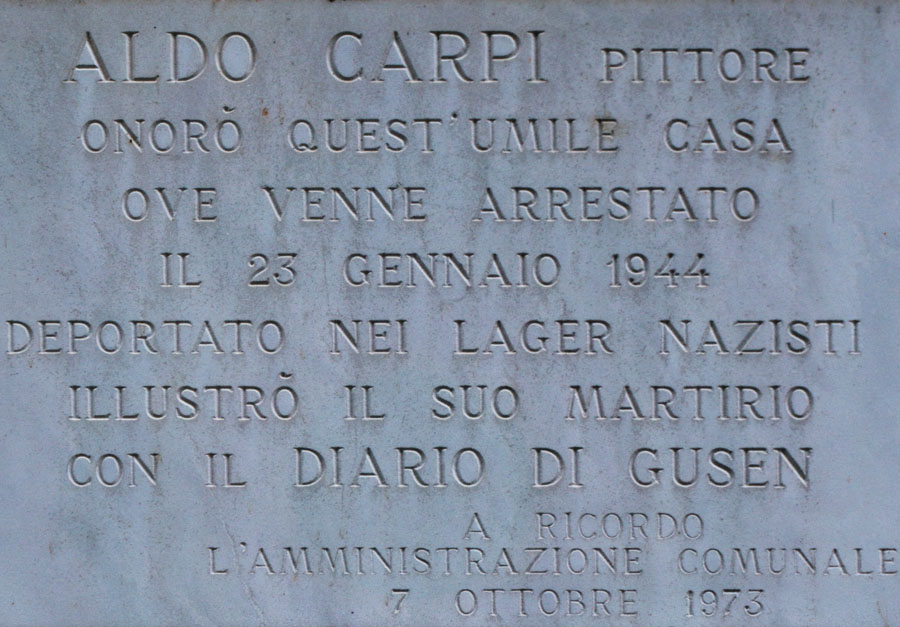 ALDO CARPI PITTORE
ONORÒ QUEST'UMILE CASA
OVE VENNE ARRESTATO
IL 23 GENNAIO 1944
DEPORTATO NEI LAGER NAZISTI
ILLUSTRÒ IL SUO MARTIRIO
CON IL DIARIO DI GUSEN
A RICORDO
L'AMMINISTRAZIONE COMUNALE
7 OTTOBRE 1973